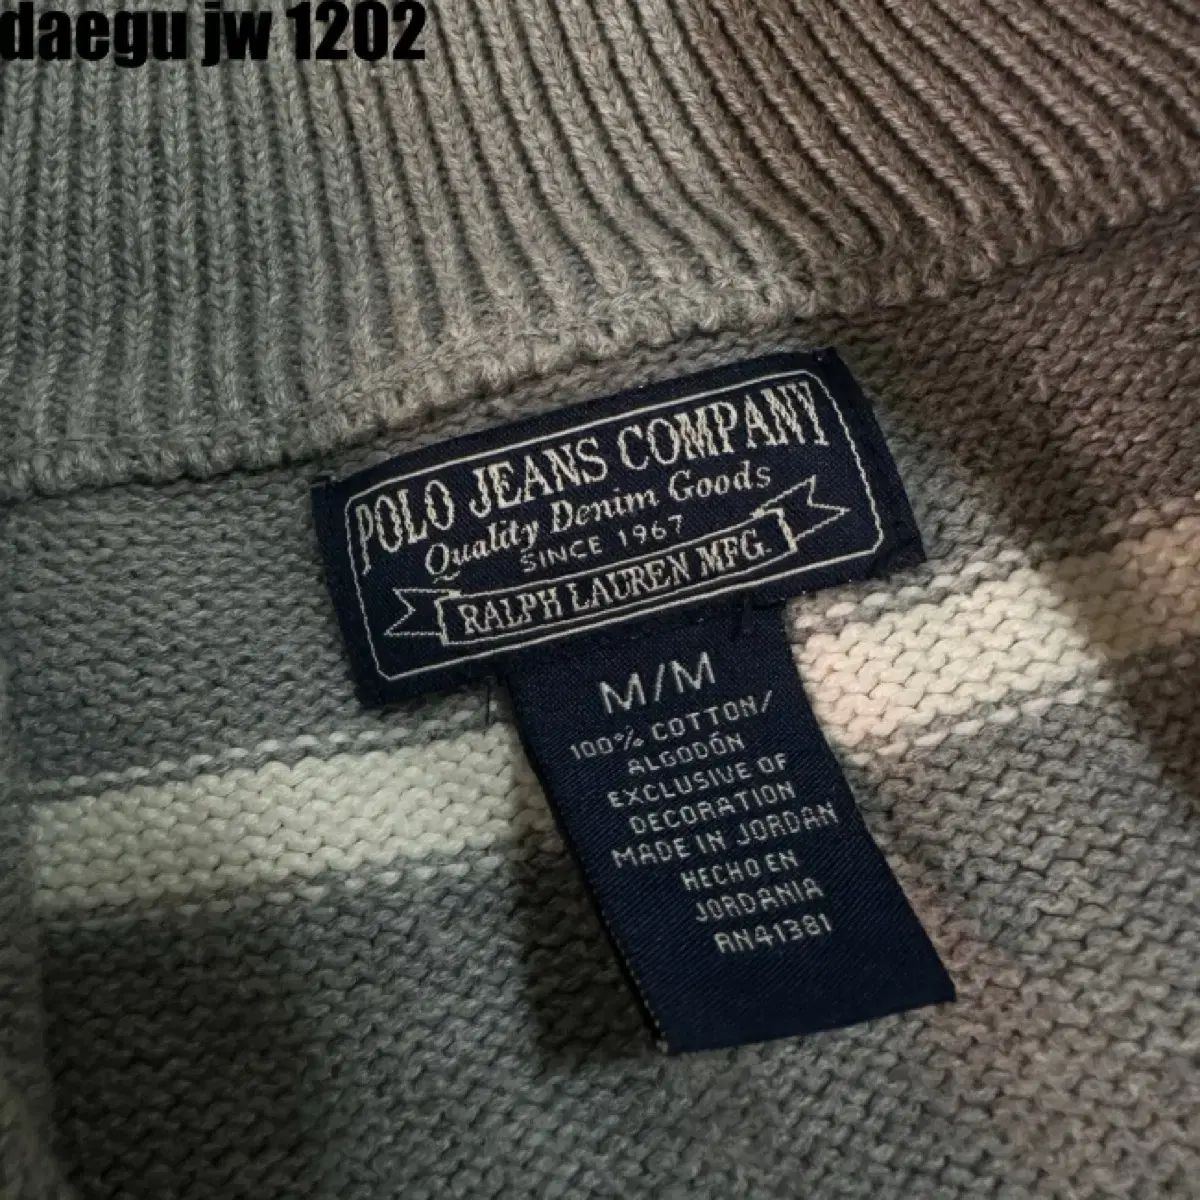 daegu jw 1202
POLO JEANS COMPANY
Quality Denim Goods
SINCE 1967
RALPH LAUREN MFG.
M/M
100% COTTON/
ALGODÓN
EXCLUSIVE OF
DECORATION
MADE IN JORDAN
HECHO EN
JORDANIA
RN41381